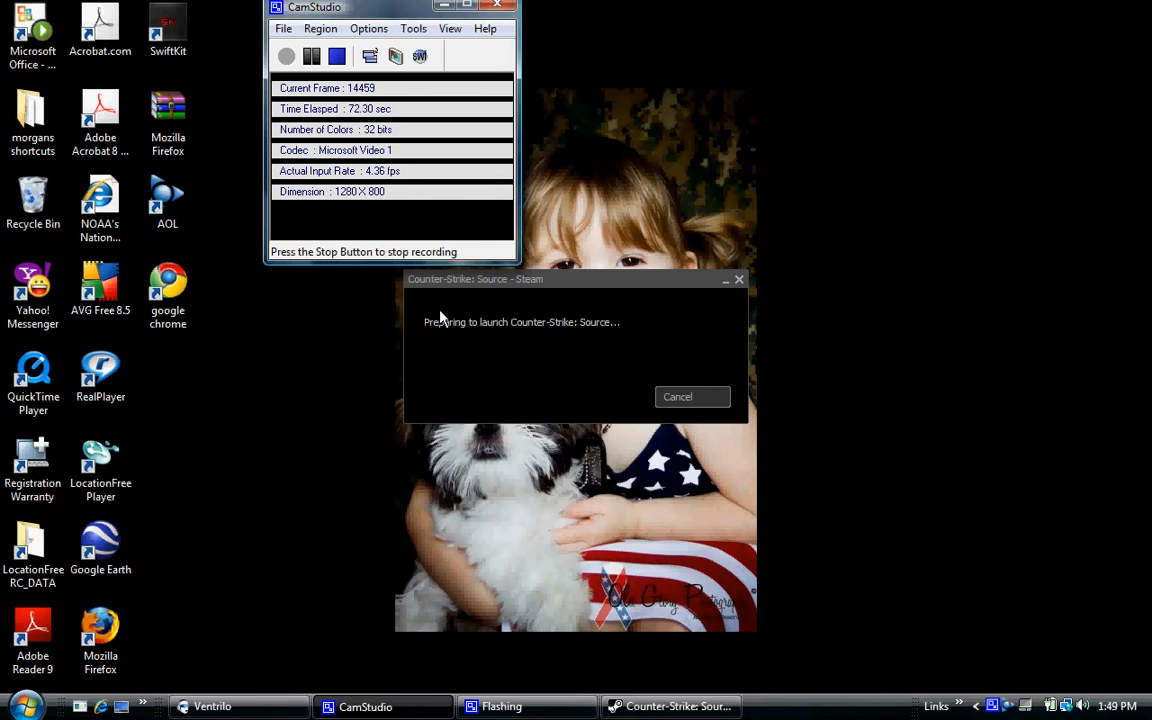 Microsoft
Office - ...
Acrobat.com
SK
SwiftKit
morgans
shortcuts
Adobe
Acrobat 8 ...
Mozilla
Firefox
Recycle Bin
NOAA's
Nation...
AOL
Yahoo!
Messenger
AVG Free 8.5
google
chrome
QuickTime
Player
RealPlayer
Registration
Warranty
LocationFree
Player
LocationFree
RC_DATA
Google Earth
Adobe
Reader 9
Mozilla
Firefox
CamStudio
File Region Options Tools View Help
SWF
Current Frame : 14459
Time Elasped : 72.30 sec
Number of Colors : 32 bits
Codec : Microsoft Video 1
Actual Input Rate : 4.36 fps
Dimension : 1280 X 800
Press the Stop Button to stop recording
Counter-Strike: Source - Steam
Preparing to launch Counter-Strike: Source...
Cancel
Ventrilo
CamStudio
Flashing
Counter-Strike: Sour...
Links
1:49 PM